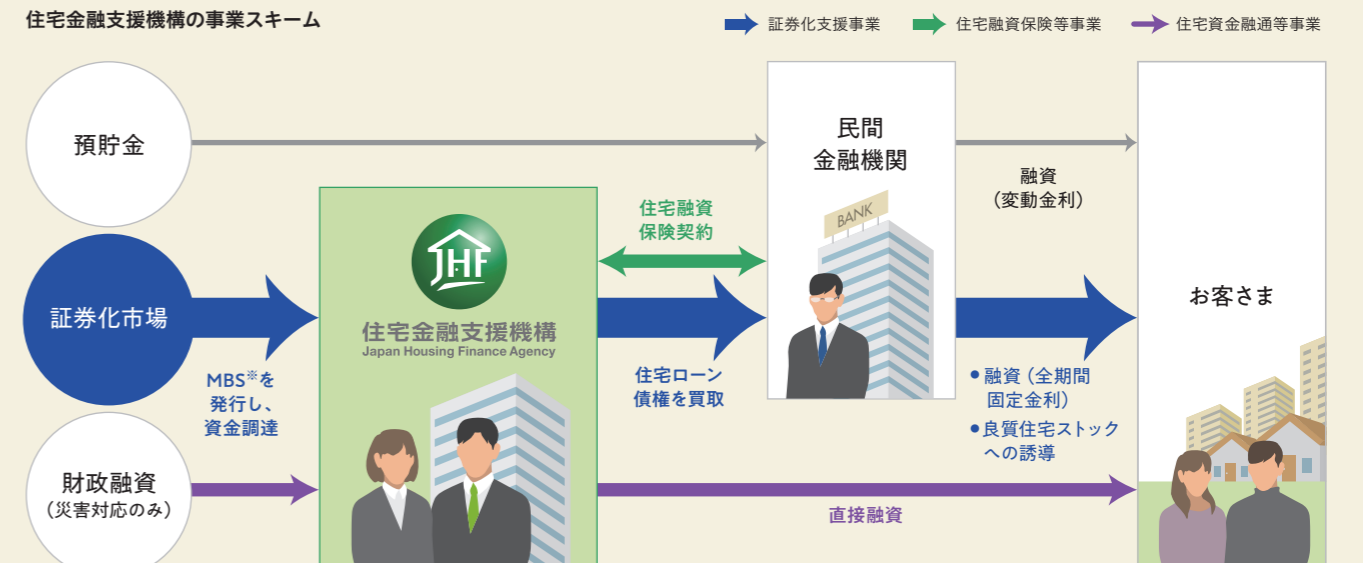 住宅金融支援機構の事業スキーム
証券化支援事業
住宅融資保険等事業
住宅資金融通等事業
預貯金
民間
金融機関
BANK
融資
（変動金利）
お客さま
住宅融資
保険契約
JHF
住宅金融支援機構
Japan Housing Finance Agency
証券化市場
MBS※を
発行し、
資金調達
住宅ローン
債権を買取
●融資（全期間
固定金利）
●良質住宅ストック
への誘導
財政融資
（災害対応のみ）
直接融資